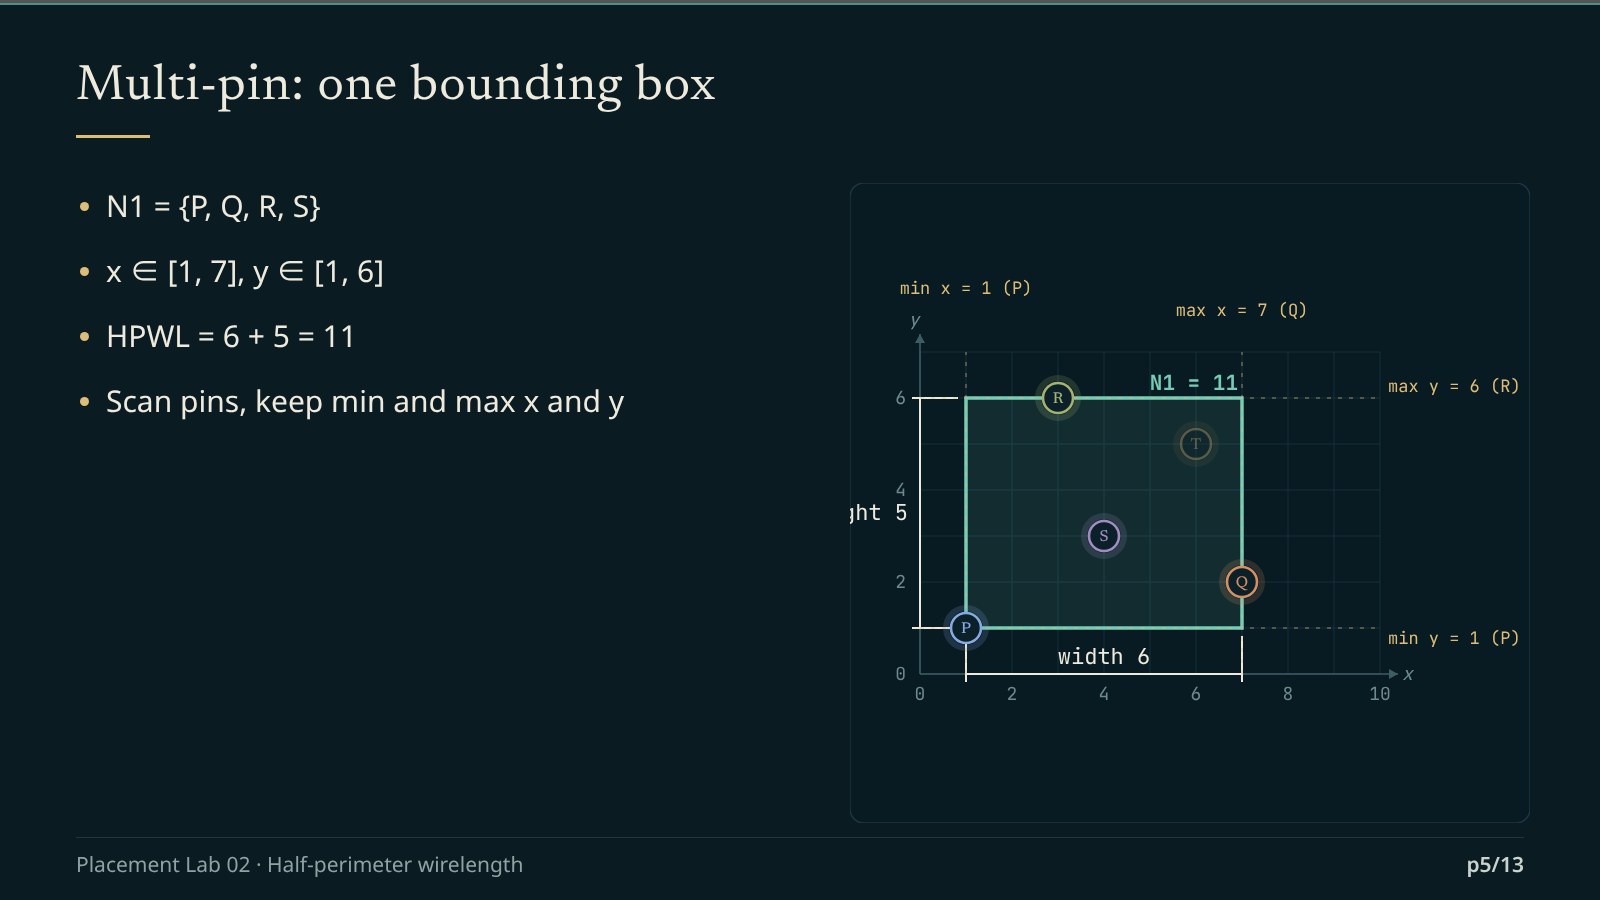 Multi-pin: one bounding box
N1 = {P, Q, R, S}
x ∈ [1, 7], y ∈ [1, 6]
HPWL = 6 + 5 = 11
Scan pins, keep min and max x and y
min x = 1 (P)
max x = 7 (Q)
y
N1 = 11
max y = 6 (R)
6
R
T
4
ght 5
S
2
Q
P
min y = 1 (P)
width 6
0
x
0 2 4 6 8 10
Placement Lab 02 · Half-perimeter wirelength
p5/13